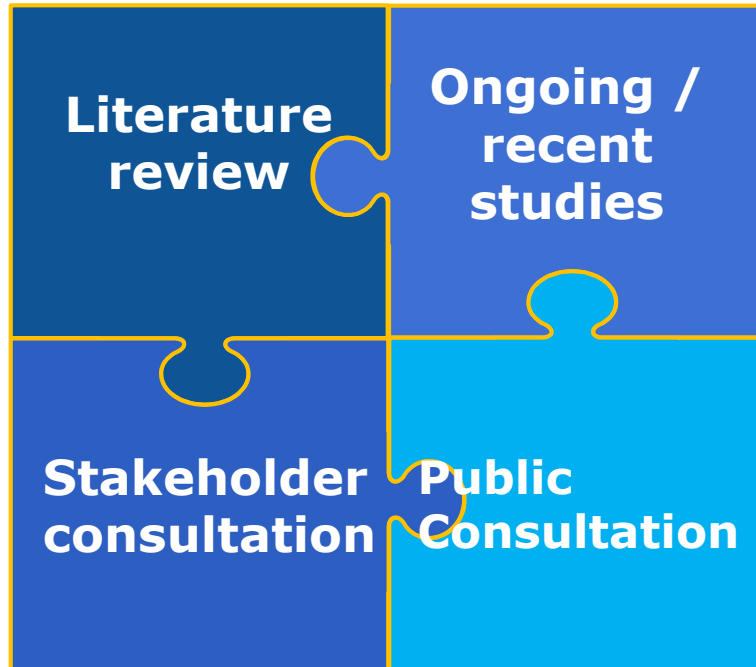 Literature
review
Ongoing /
recent
studies
Stakeholder
consultation
Public
Consultation